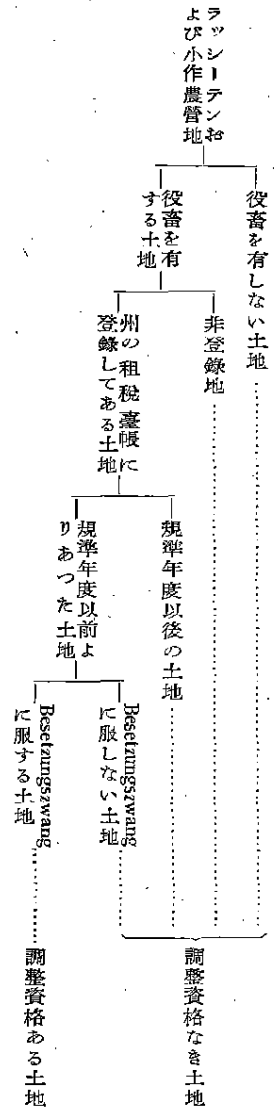 ラッシーテンお
よび小作農営地
役畜を有しない土地
役畜を有
する土地
非登錄地
州の租税臺帳に
登錄してある土地
規準年度以後の土地
規準年度以前よ
りあつた土地
Besetzungszwang
に服しない土地
Besetzungszwang
に服する土地
調整資格なき土地
調整資格ある土地